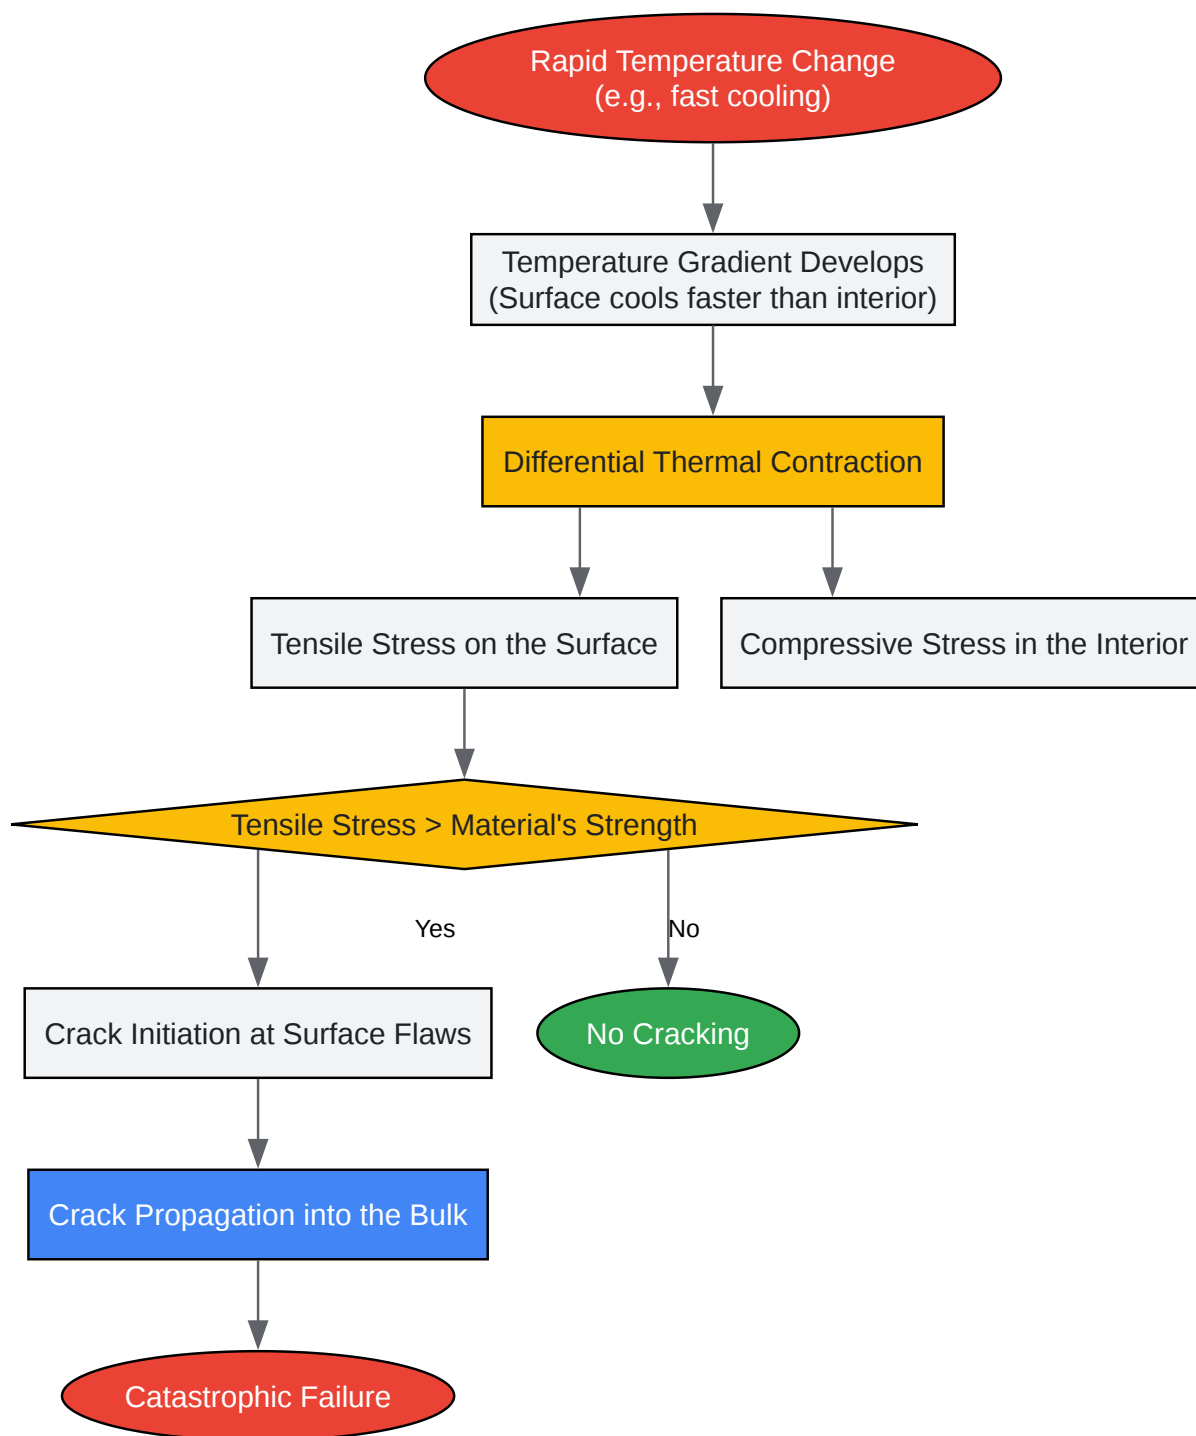 Rapid Temperature Change
(e.g., fast cooling)
Temperature Gradient Develops
(Surface cools faster than interior)
Differential Thermal Contraction
Tensile Stress on the Surface
Compressive Stress in the Interior
Tensile Stress > Material's Strength
Yes
No
Crack Initiation at Surface Flaws
No Cracking
Crack Propagation into the Bulk
Catastrophic Failure